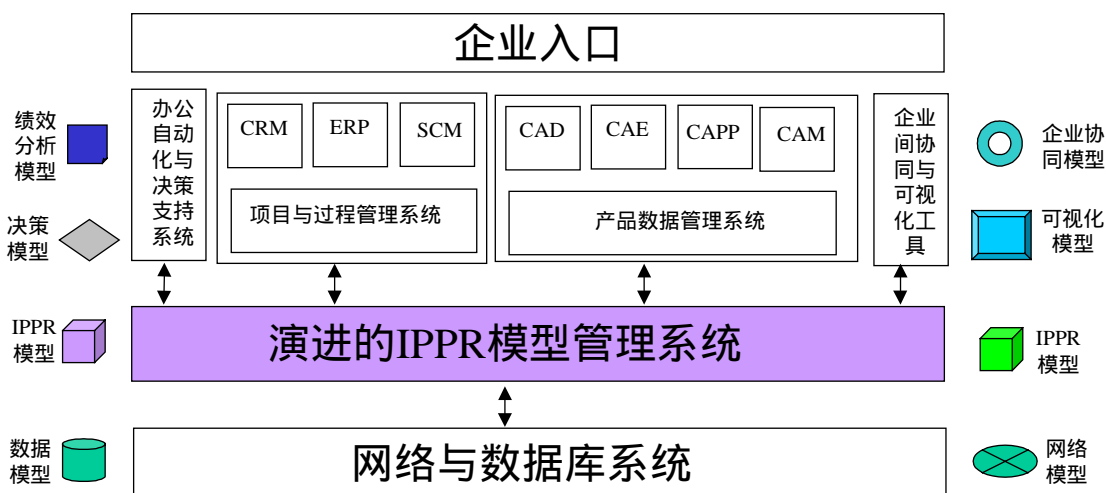 企业入口
绩效
分析
模型
决策
模型
IPPR
模型
数据
模型
办公
自动
化与
决策
支持
系统
CRM
ERP
SCM
项目与过程管理系统
CAD
CAE
CAPP
CAM
产品数据管理系统
企业
间协
同与
可视
化工
具
企业协
同模型
可视化
模型
IPPR
模型
网络
模型
演进的IPPR模型管理系统
网络与数据库系统